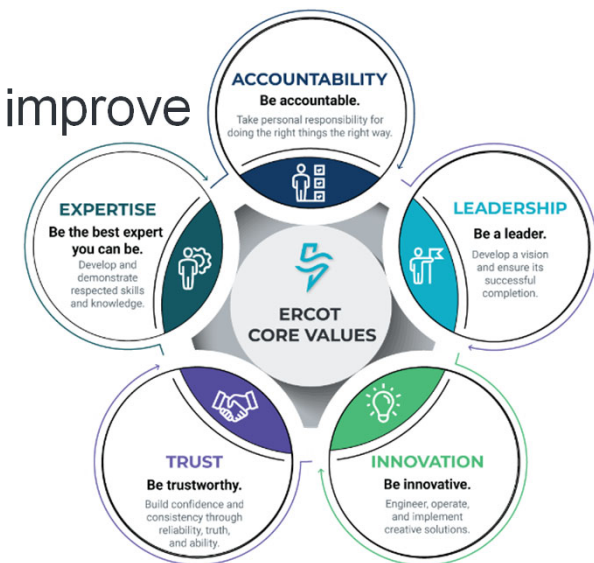 improve
ACCOUNTABILITY
Be accountable.
Take personal responsibility for
doing the right things the right way.
LEADERSHIP
Be a leader.
Develop a vision
and ensure its
successful
completion.
INNOVATION
Be innovative.
Engineer, operate,
and implement
creative solutions.
TRUST
Be trustworthy.
Build confidence and
consistency through
reliability, truth,
and ability.
EXPERTISE
Be the best expert
you can be.
Develop and
demonstrate
respected skills
and knowledge.
ERCOT
CORE VALUES